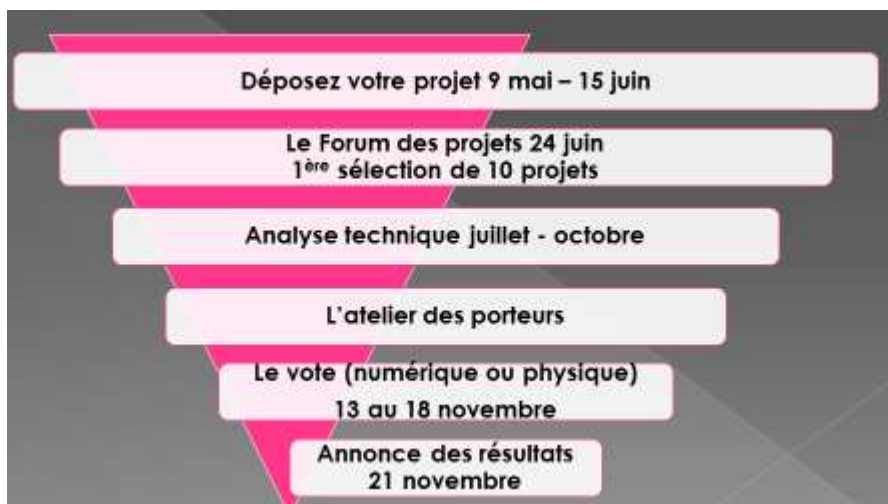 Déposez votre projet 9 mai – 15 juin
Le Forum des projets 24 juin
1ère sélection de 10 projets
Analyse technique juillet - octobre
L'atelier des porteurs
Le vote (numérique ou physique)
13 au 18 novembre
Annonce des résultats
21 novembre